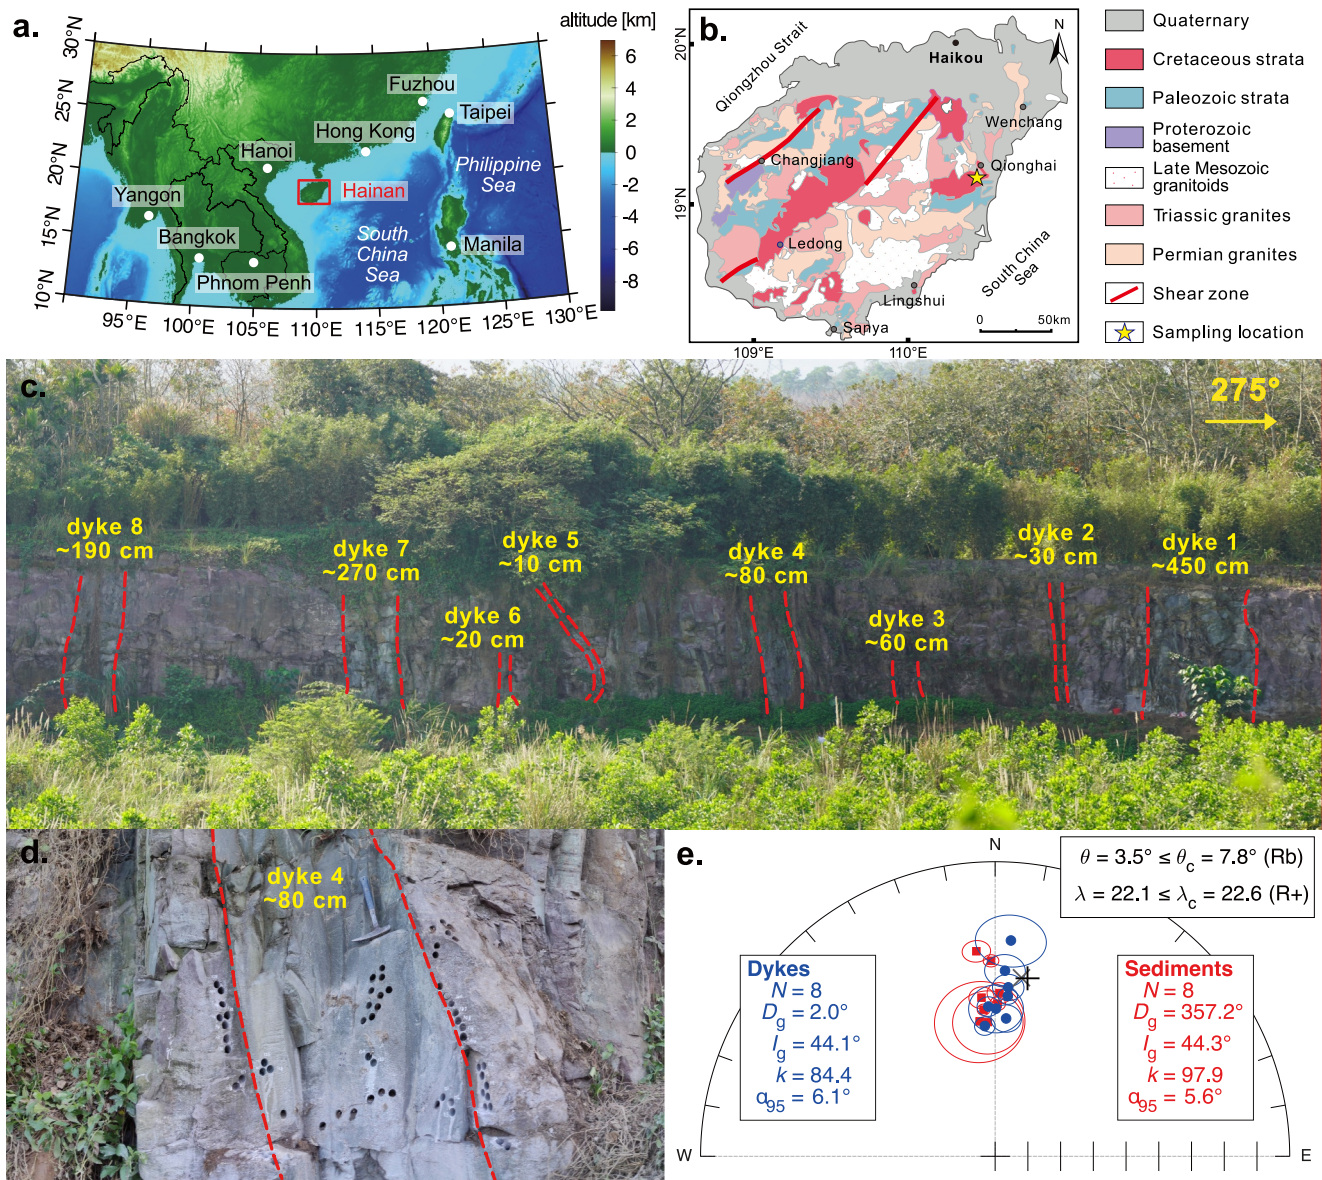 a.
altitude [km]
30°N
25°N
20°N
15°N
10°N
95°E
100°E
105°E
110°E
115°E
120°E
125°E
130°E
6
4
2
0
-2
-4
-6
-8
Fuzhou
Taipei
Hong Kong
Hanoi
Philippine
Sea
Hainan
Yangon
South
China
Sea
Bangkok
Manila
Phnom Penh
b.
N
20°N
19°N
109°E
110°E
Qiongzhou Strait
Haikou
Wenchang
Changjiang
Qionghai
Ledong
South China
Sea
Lingshui
Sanya
0
50km
Quaternary
Cretaceous strata
Paleozoic strata
Proterozoic
basement
Late Mesozoic
granitoids
Triassic granites
Permian granites
Shear zone
Sampling location
c.
275°
dyke 8
~190 cm
dyke 7
~270 cm
dyke 6
~20 cm
dyke 5
~10 cm
dyke 4
~80 cm
dyke 3
~60 cm
dyke 2
~30 cm
dyke 1
~450 cm
d.
dyke 4
~80 cm
e.
N
θ = 3.5° ≤ θc = 7.8° (Rb)
λ = 22.1 ≤ λc = 22.6 (R+)
Dykes
N = 8
Dg = 2.0°
Ig = 44.1°
k = 84.4
α95 = 6.1°
Sediments
N = 8
Dg = 357.2°
Ig = 44.3°
k = 97.9
α95 = 5.6°
W
E